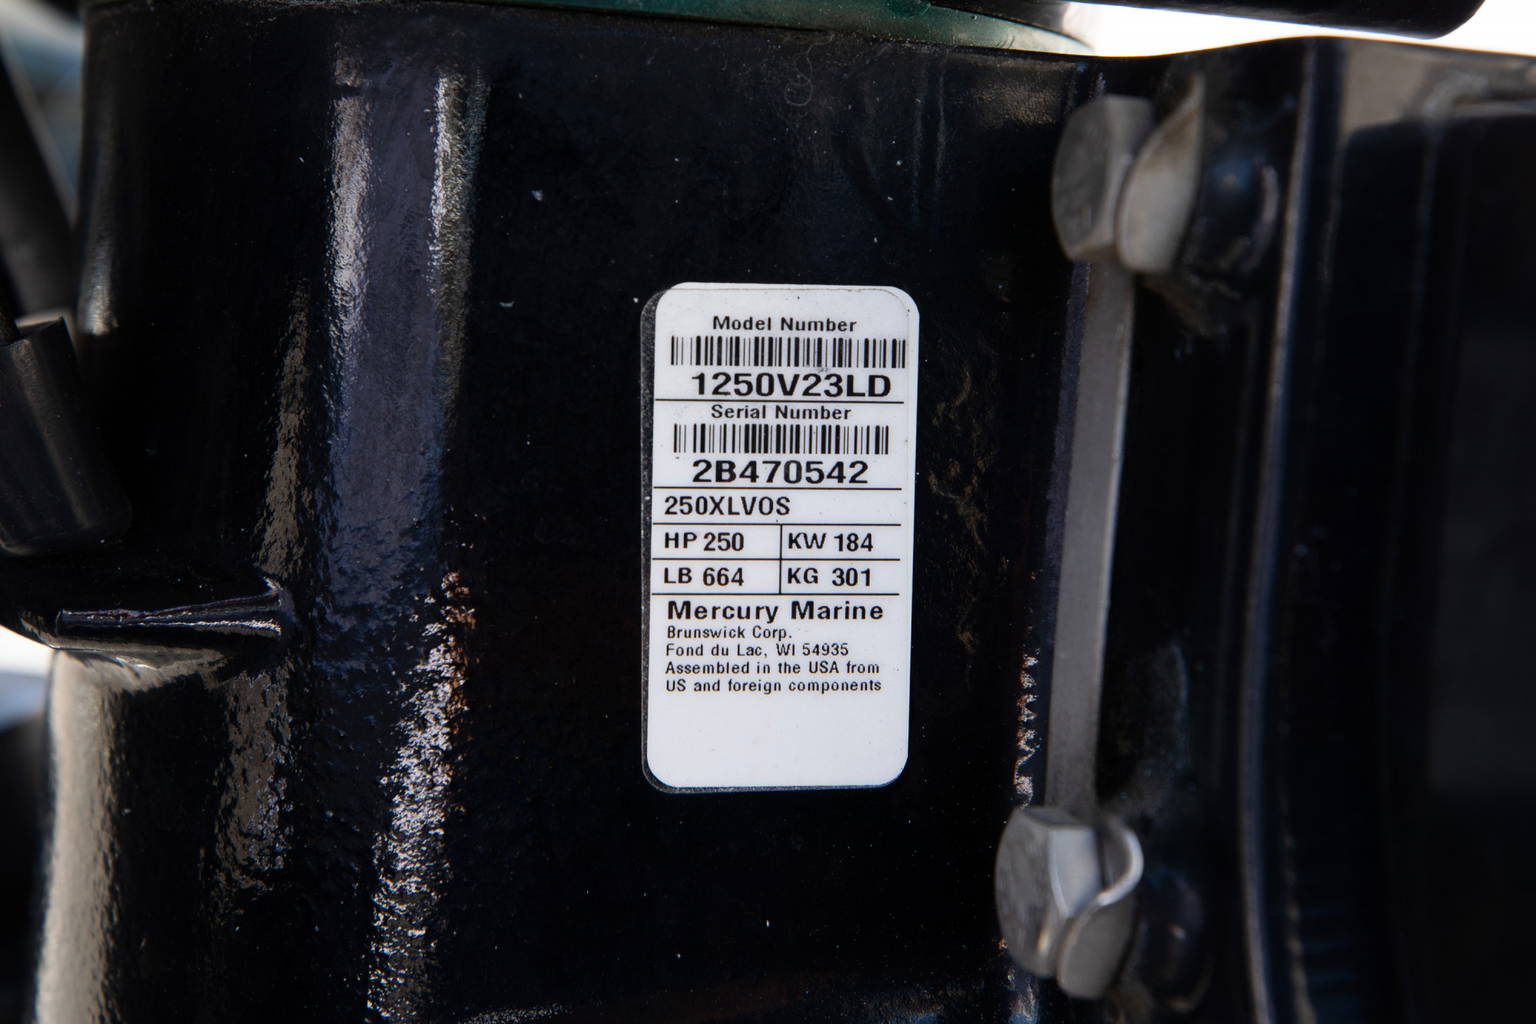 Model Number
1250V23LD
Serial Number
2B470542
250XLVOS
HP 250 KW 184
LB 664 KG 301
Mercury Marine
Brunswick Corp.
Fond du Lac, WI 54935
Assembled in the USA from
US and foreign components